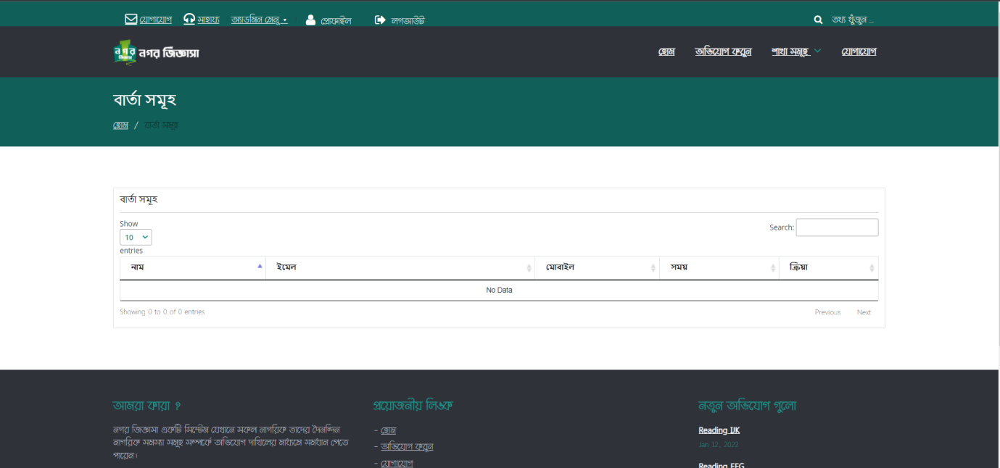 যোগাযোগ সাহায্য অ্যাডমিন মেনু প্রোফাইল লগআউট তথ্য খুঁজুন ...
নগর জিজ্ঞাসা হোম অভিযোগ করুন শাখা সমূহ যোগাযোগ
বার্তা সমূহ
হোম / বার্তা সমূহ
বার্তা সমূহ
Show
10
entries
Search:
নাম ইমেল মোবাইল সময় ক্রিয়া
No Data
Showing 0 to 0 of 0 entries Previous Next
আমরা কারা ?
নগর জিজ্ঞাসা একটি সিস্টেম যেখানে সকল নাগরিক তাদের দৈনন্দিন
নাগরিক সমস্যা সমূহ সম্পর্কে অভিযোগ দাখিলের মাধ্যমে সমাধান পেতে
পারেন।
প্রয়োজনীয় লিঙ্ক
- হোম
- অভিযোগ করুন
- যোগাযোগ
নতুন অভিযোগ গুলো
Reading IJK
Jan 12, 2022
Reading EFG